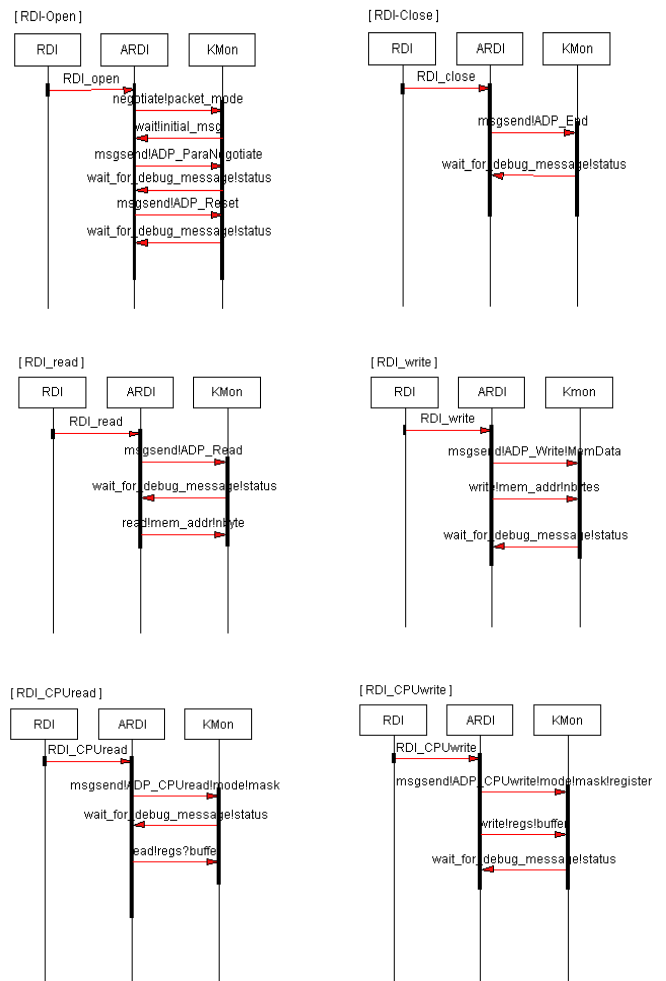 [ RDI-Open ]
RDI ARDI KMon
RDI_open
negotiate!packet_mode
wait!initial_msg
msgsend!ADP_ParaNegotiate
wait_for_debug_message!status
msgsend!ADP_Reset
wait_for_debug_message!status
[ RDI-Close ]
RDI ARDI KMon
RDI_close
msgsend!ADP_End
wait_for_debug_message!status
[ RDI_read ]
RDI ARDI KMon
RDI_read
msgsend!ADP_Read
wait_for_debug_message!status
read!mem_addr!nbyte
[ RDI_write ]
RDI ARDI Kmon
RDI_write
msgsend!ADP_Write!MemData
write!mem_addr!nbytes
wait_for_debug_message!status
[ RDI_CPUread ]
RDI ARDI KMon
RDI_CPUread
msgsend!ADP_CPUread!mode!mask
wait_for_debug_message!status
ead!regs?buffe
[ RDI_CPUwrite ]
RDI ARDI KMon
RDI_CPUwrite
msgsend!ADP_CPUwrite!mode!mask!register
write!regs!buffer
wait_for_debug_message!status